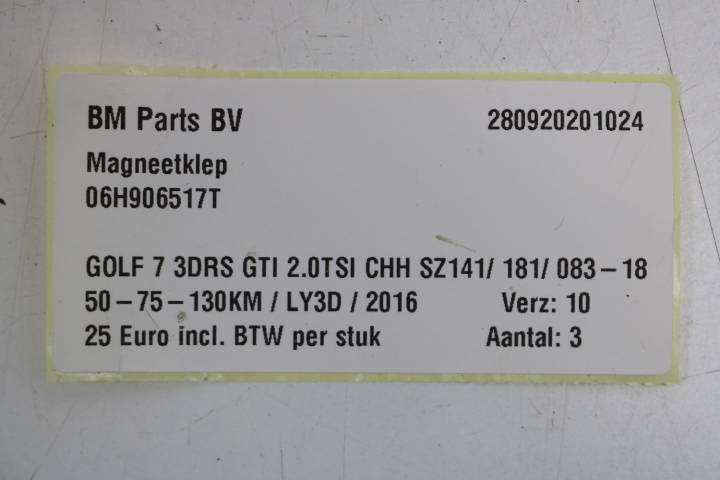 BM Parts BV 280920201024
Magneetklep
06H906517T
GOLF 7 3DRS GTI 2.0TSI CHH SZ141/ 181/ 083-18
50-75-130KM / LY3D / 2016 Verz: 10
25 Euro incl. BTW per stuk Aantal: 3